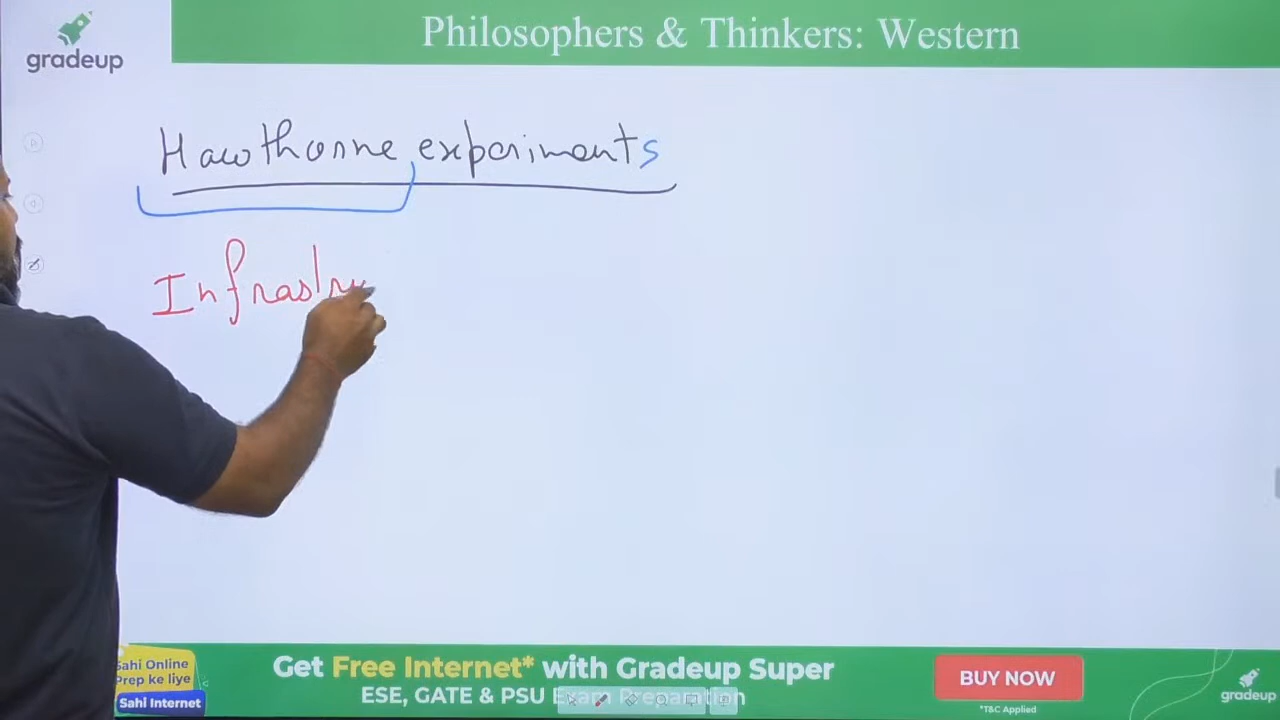 gradeup
Philosophers & Thinkers: Western
Hawthorne experiments
Infrastru
Sahi Online
Prep ke liye
Sahi Internet
Get Free Internet* with Gradeup Super
ESE, GATE & PSU Exam Preparation
BUY NOW
*T&C Applied
gradeup